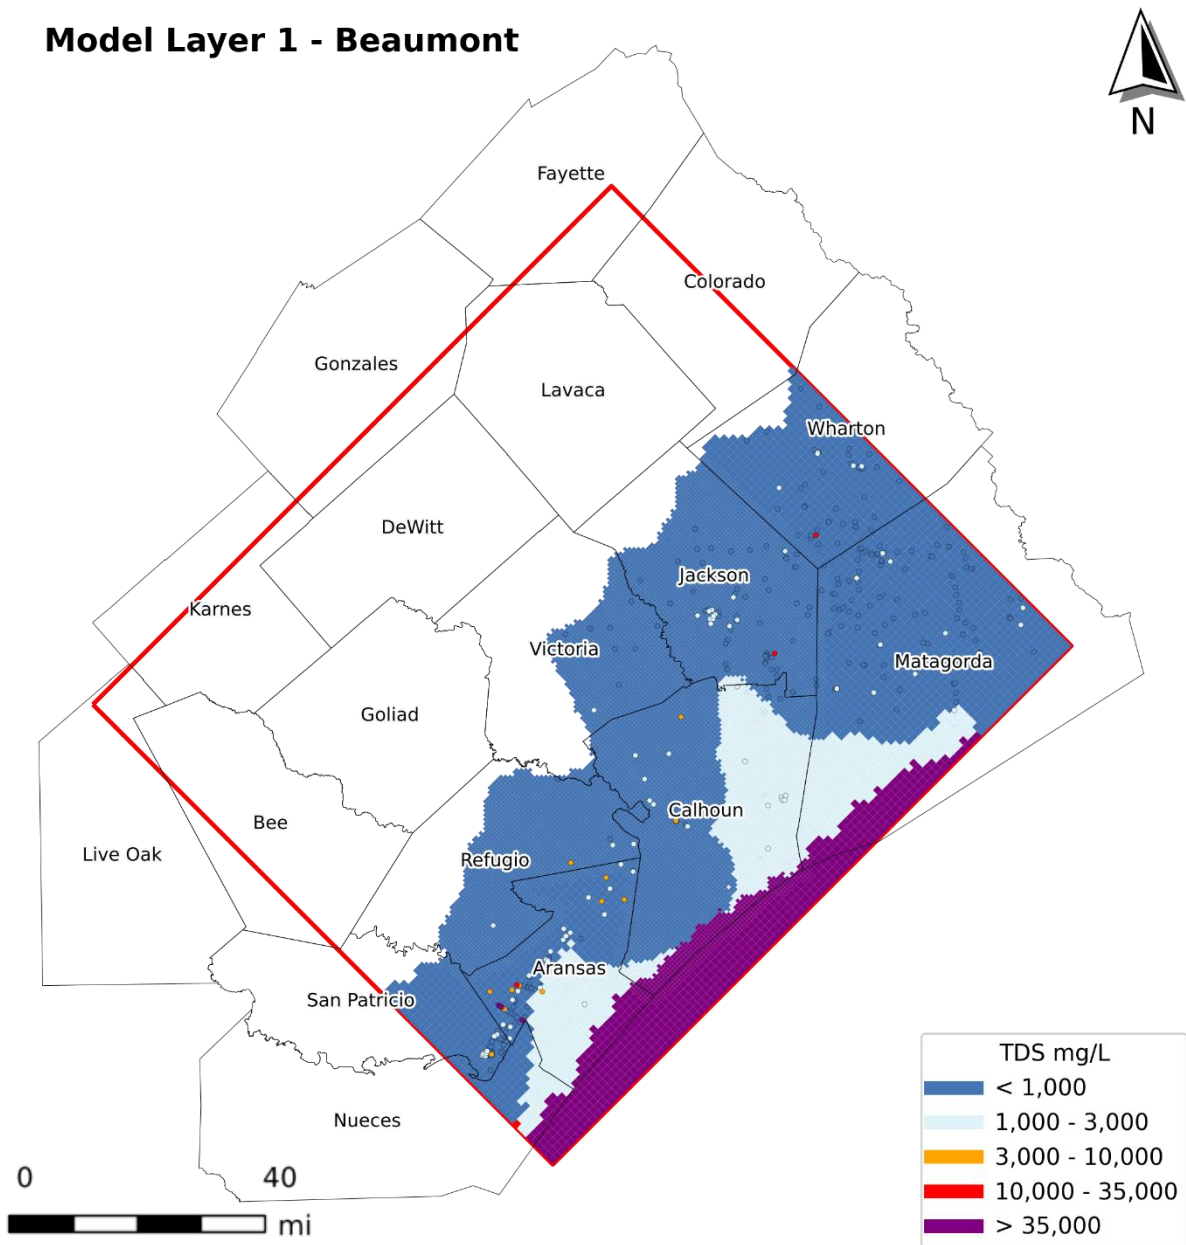 Model Layer 1 - Beaumont
N
Fayette
Colorado
Gonzales
Lavaca
Wharton
DeWitt
Jackson
Karnes
Victoria
Matagorda
Goliad
Calhoun
Bee
Live Oak
Refugio
Aransas
San Patricio
Nueces
0 40
mi
TDS mg/L
< 1,000
1,000 - 3,000
3,000 - 10,000
10,000 - 35,000
> 35,000